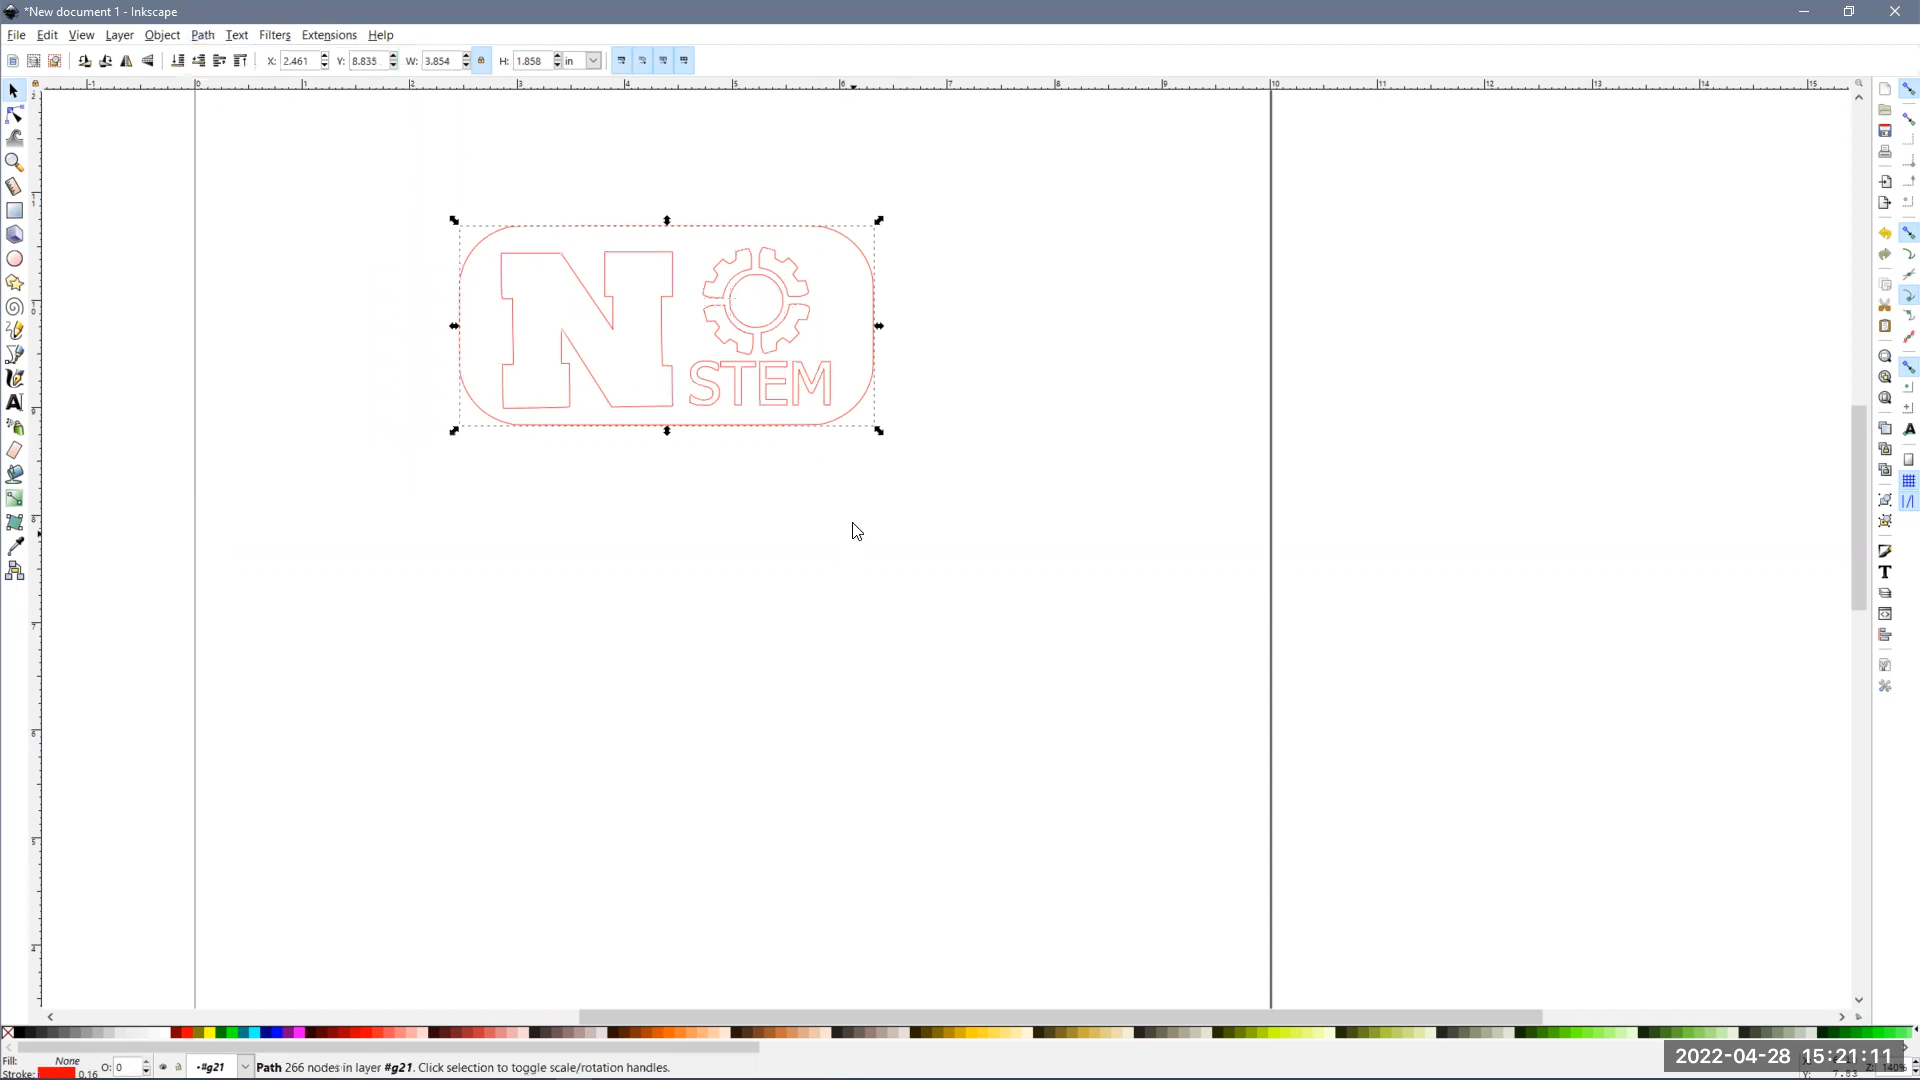 *New document 1 - Inkscape
File Edit View Layer Object Path Text Filters Extensions Help
X: 2.461 Y: 8.835 W: 3.854 H: 1.858 in
N
STEM
Fill: None O: 0 #g21 Path 266 nodes in layer #g21. Click selection to toggle scale/rotation handles.
Stroke: 0.16
2022-04-28 15:21:11